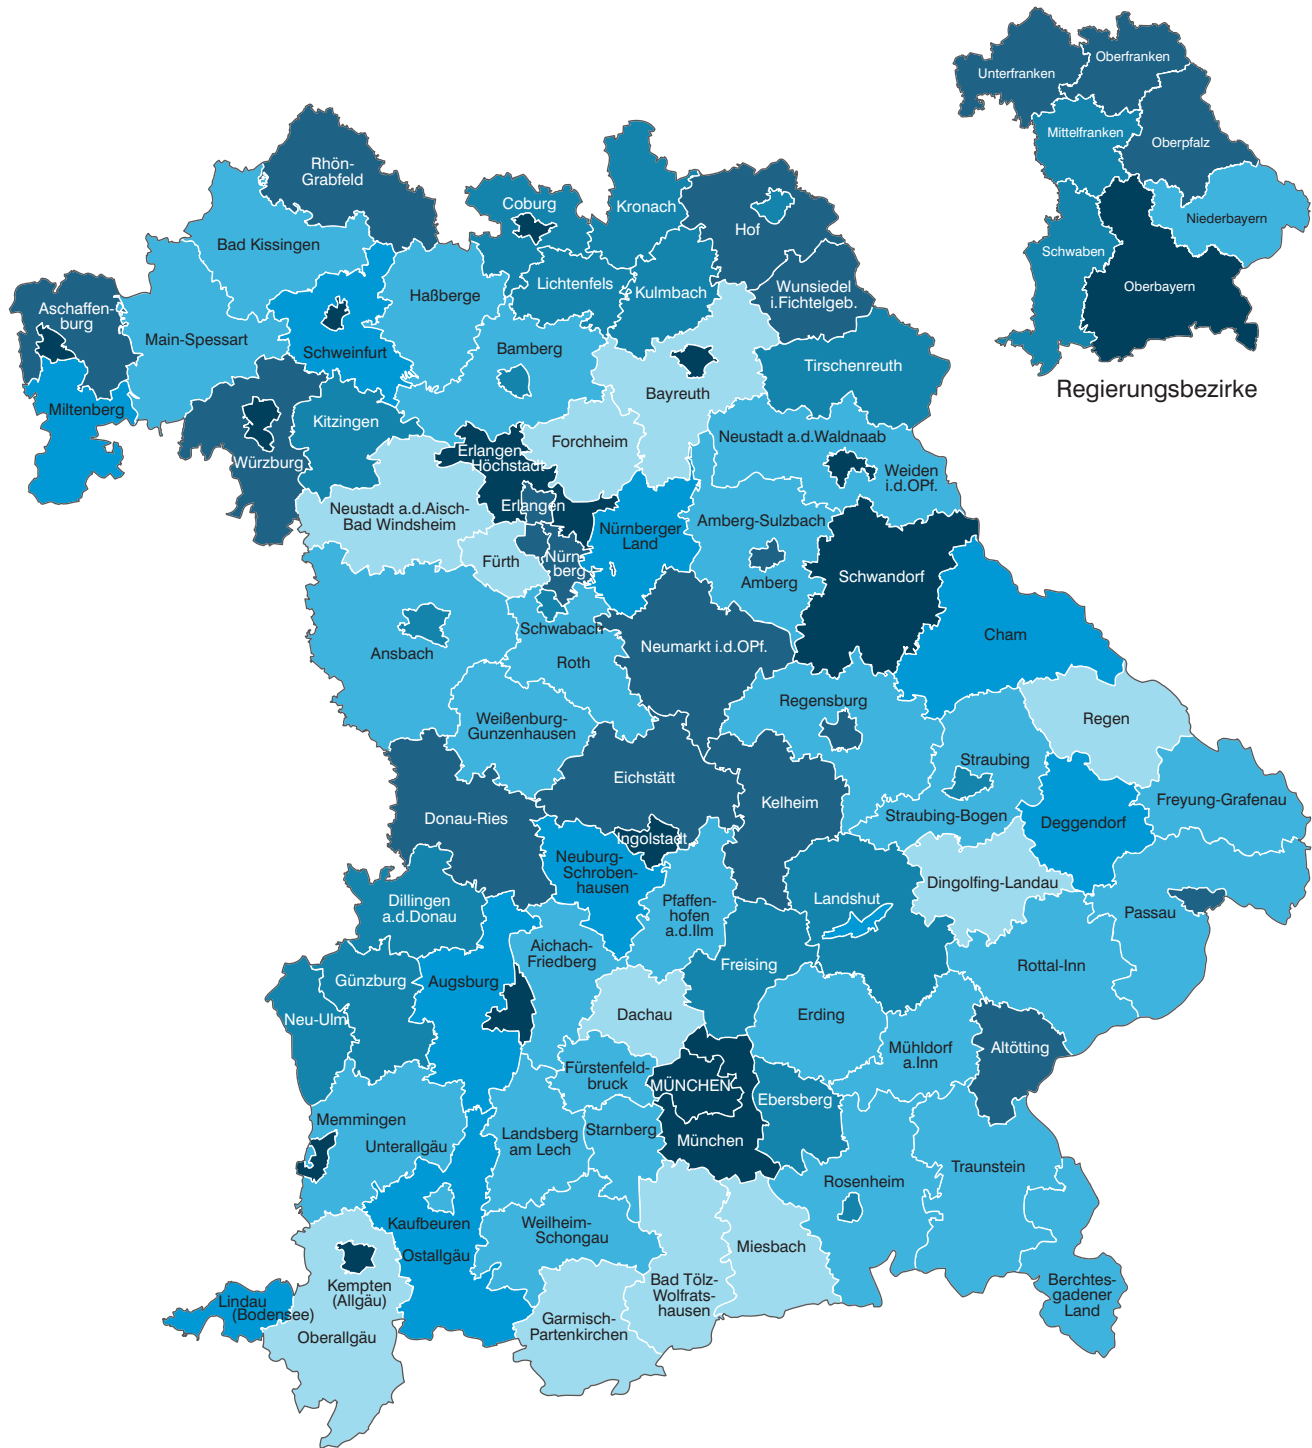 Oberfranken
Unterfranken
Mittelfranken
Oberpfalz
Niederbayern
Schwaben
Oberbayern
Regierungsbezirke
Rhön-
Grabfeld
Coburg
Kronach
Hof
Bad Kissingen
Lichtenfels
Kulmbach
Wunsiedel
i.Fichtelgeb.
Haßberge
Aschaffen-
burg
Main-Spessart
Schweinfurt
Bamberg
Tirschenreuth
Bayreuth
Miltenberg
Kitzingen
Forchheim
Neustadt a.d.Waldnaab
Würzburg
Erlangen-
Höchstadt
Weiden
i.d.OPf.
Neustadt a.d.Aisch-
Bad Windsheim
Erlangen
Nürnberger
Land
Amberg-Sulzbach
Fürth
Nürn-
berg
Amberg
Schwandorf
Schwabach
Cham
Ansbach
Roth
Neumarkt i.d.OPf.
Regensburg
Weißenburg-
Gunzenhausen
Regen
Straubing
Eichstätt
Donau-Ries
Kelheim
Freyung-Grafenau
Straubing-Bogen
Deggendorf
Ingolstadt
Neuburg-
Schroben-
hausen
Dingolfing-Landau
Dillingen
a.d.Donau
Pfaffen-
hofen
a.d.Ilm
Landshut
Passau
Aichach-
Friedberg
Günzburg
Augsburg
Freising
Rottal-Inn
Neu-Ulm
Dachau
Erding
Mühldorf
a.Inn
Altötting
Fürstenfeld-
bruck
MÜNCHEN
Ebersberg
Memmingen
Unterallgäu
Landsberg
am Lech
Starnberg
München
Traunstein
Rosenheim
Kaufbeuren
Weilheim-
Schongau
Ostallgäu
Miesbach
Kempten
(Allgäu)
Bad Tölz-
Wolfrats-
hausen
Berchtes-
gadener
Land
Lindau
(Bodensee)
Oberallgäu
Garmisch-
Partenkirchen